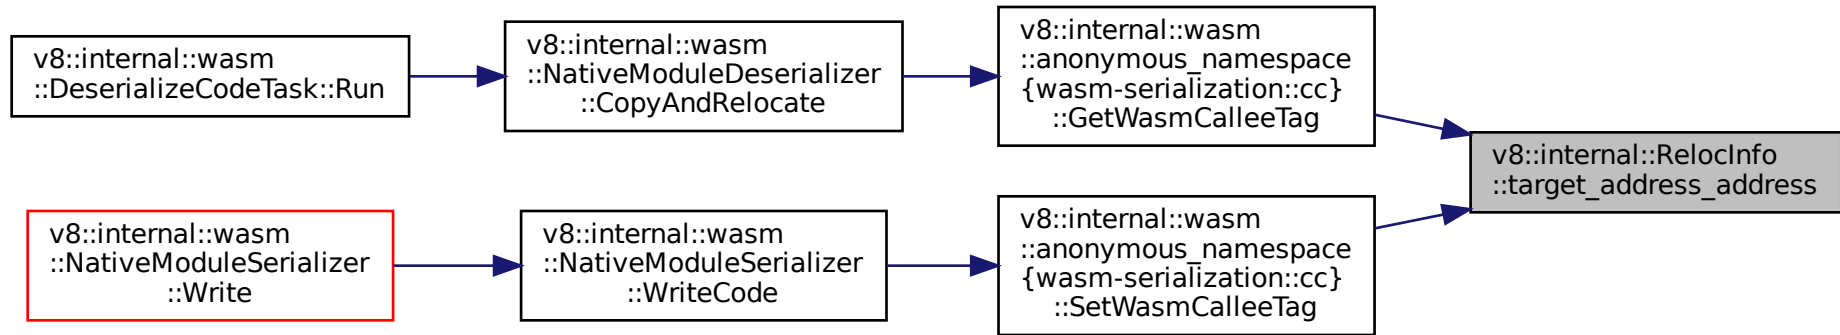 v8::internal::wasm
::DeserializeCodeTask::Run
v8::internal::wasm
::NativeModuleDeserializer
::CopyAndRelocate
v8::internal::wasm
::anonymous_namespace
{wasm-serialization::cc}
::GetWasmCalleeTag
v8::internal::RelocInfo
::target_address_address
v8::internal::wasm
::NativeModuleSerializer
::Write
v8::internal::wasm
::NativeModuleSerializer
::WriteCode
v8::internal::wasm
::anonymous_namespace
{wasm-serialization::cc}
::SetWasmCalleeTag